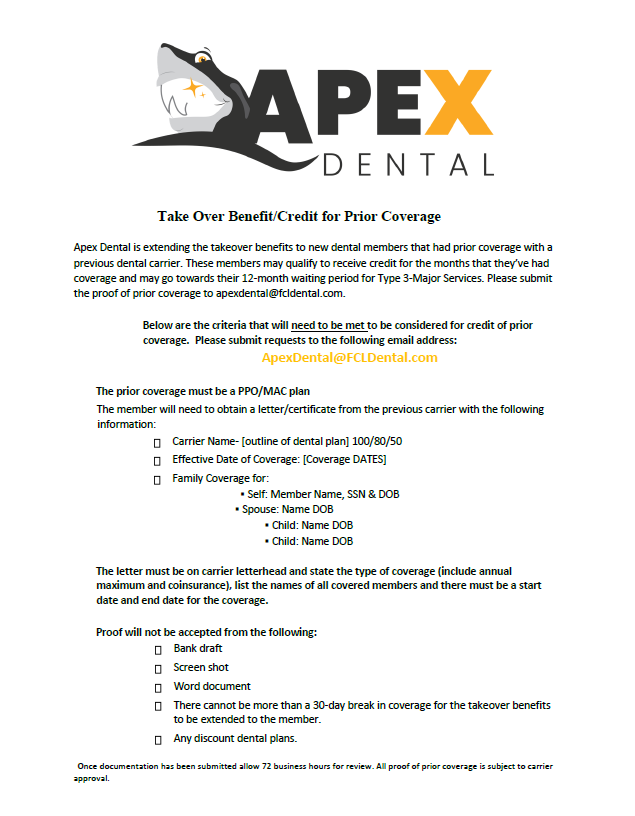 APEX
DENTAL
Take Over Benefit/Credit for Prior Coverage
Apex Dental is extending the takeover benefits to new dental members that had prior coverage with a
previous dental carrier. These members may qualify to receive credit for the months that they've had
coverage and may go towards their 12-month waiting period for Type 3-Major Services. Please submit
the proof of prior coverage to apexdental@fcldental.com.
Below are the criteria that will need to be met to be considered for credit of prior
coverage. Please submit requests to the following email address:
ApexDental@FCLDental.com
The prior coverage must be a PPO/MAC plan
The member will need to obtain a letter/certificate from the previous carrier with the following
information:
Carrier Name- [outline of dental plan] 100/80/50
Effective Date of Coverage: [Coverage DATES]
Family Coverage for:
▪ Self: Member Name, SSN & DOB
▪ Spouse: Name DOB
▪ Child: Name DOB
▪ Child: Name DOB
The letter must be on carrier letterhead and state the type of coverage (include annual
maximum and coinsurance), list the names of all covered members and there must be a start
date and end date for the coverage.
Proof will not be accepted from the following:
Bank draft
Screen shot
Word document
There cannot be more than a 30-day break in coverage for the takeover benefits
to be extended to the member.
Any discount dental plans.
Once documentation has been submitted allow 72 business hours for review. All proof of prior coverage is subject to carrier
approval.